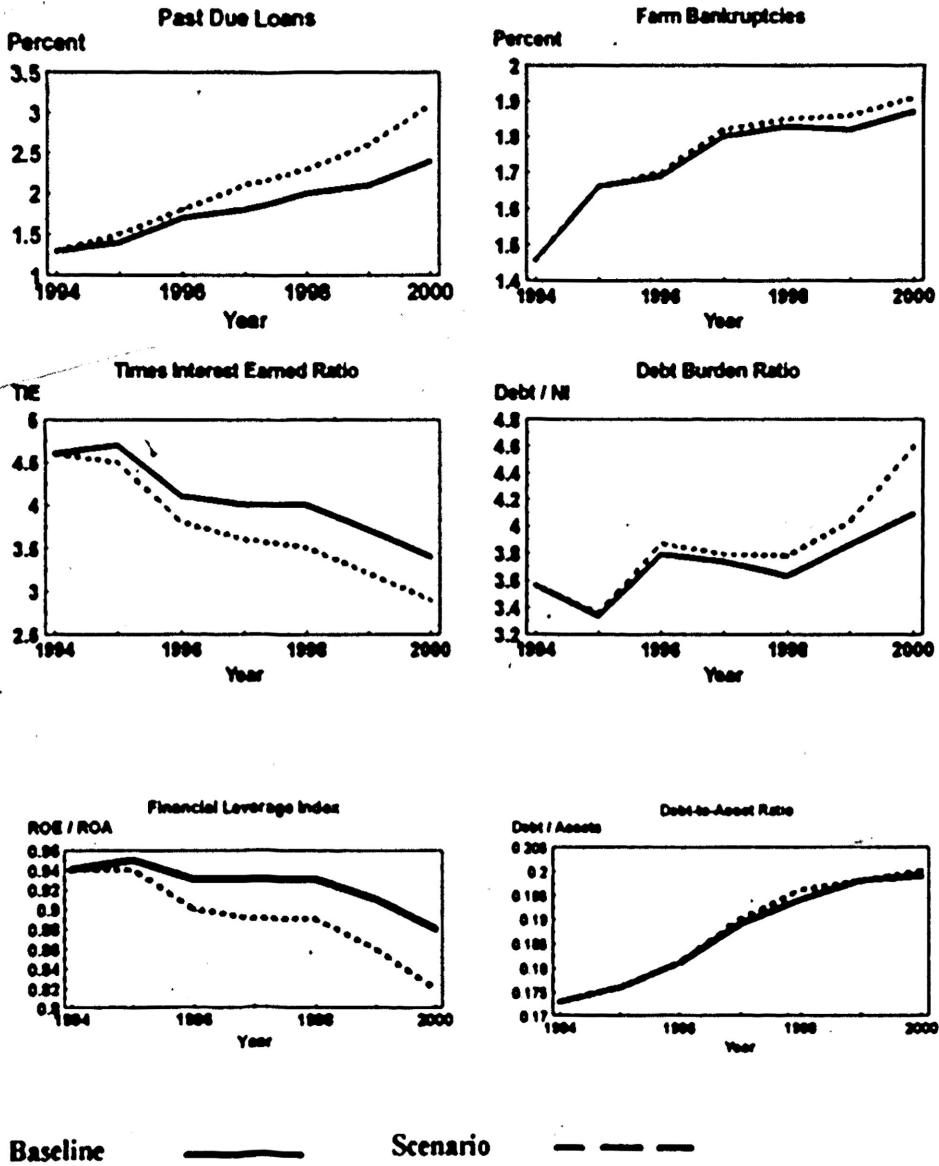 Past Due Loans
Percent
3.5
3
2.5
2
1.5
1
1994 1996 1998 2000
Year
Farm Bankruptcies
Percent
2
1.9
1.8
1.7
1.6
1.5
1.4
1994 1996 1998 2000
Year
Times Interest Earned Ratio
TIE
5
4.5
4
3.5
3
2.5
1994 1996 1998 2000
Year
Debt Burden Ratio
Debt / NI
4.8
4.6
4.4
4.2
4
3.8
3.6
3.4
3.2
1994 1996 1998 2000
Year
Financial Leverage Index
ROE / ROA
0.96
0.94
0.92
0.9
0.88
0.86
0.84
0.82
0.8
1994 1996 1998 2000
Year
Debt-to-Asset Ratio
Debt / Assets
0.205
0.2
0.195
0.19
0.185
0.18
0.175
0.17
1994 1996 1998 2000
Year
Baseline Scenario